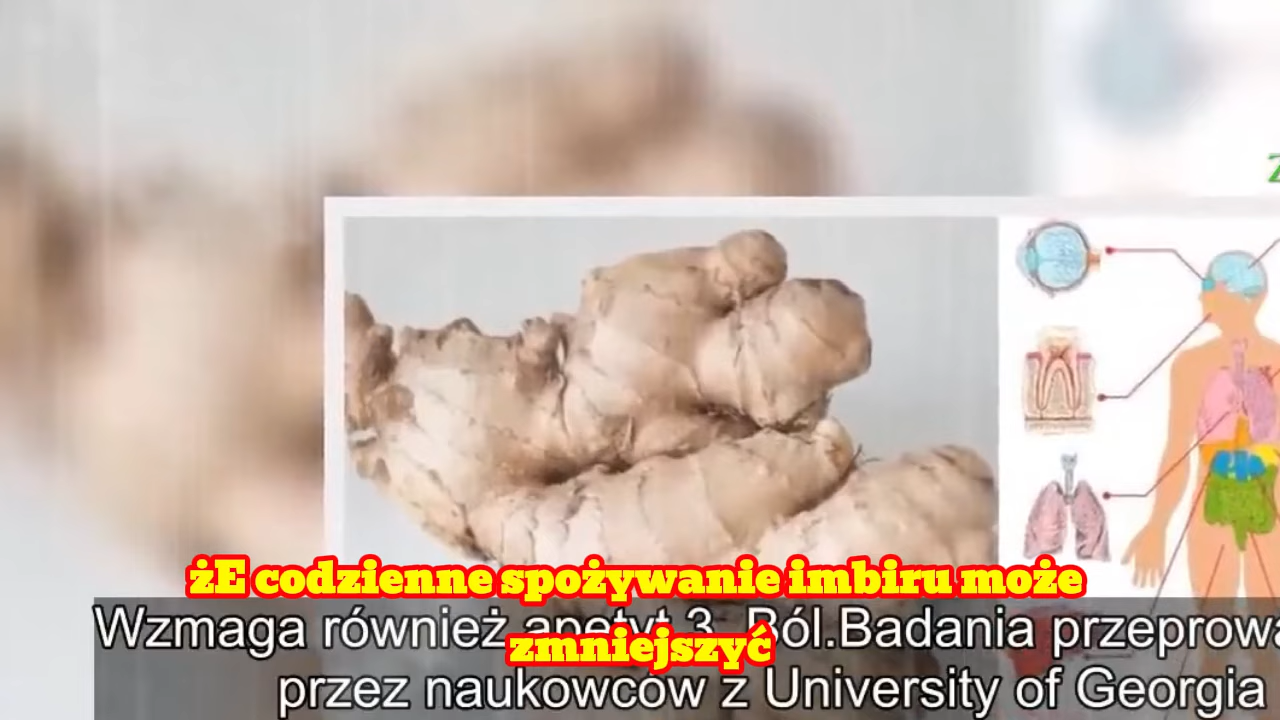 Z
żE codzienne spożywanie imbiru może
Wzmaga również apetyt 3. Ból.Badania przeprowa
zmniejszyć
przez naukowców z University of Georgia